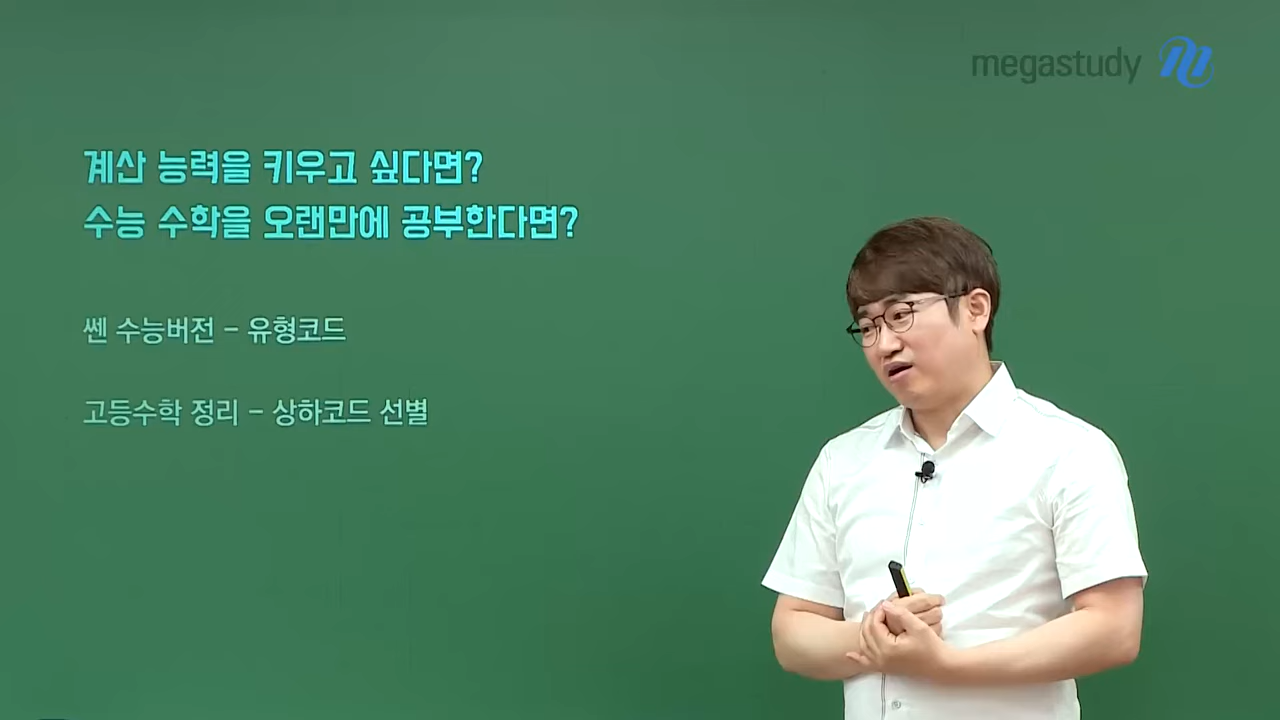 megastudy
계산 능력을 키우고 싶다면?
수능 수학을 오랜만에 공부한다면?
쎈 수능버전 – 유형코드
고등수학 정리 – 상하코드 선별